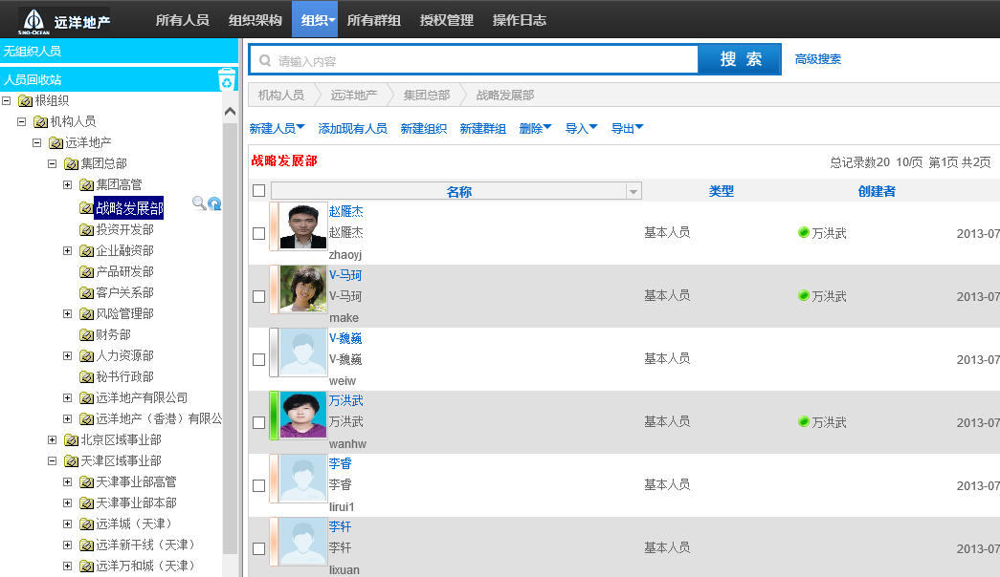 SINO-OCEAN 远洋地产 所有人员 组织架构 组织 所有群组 授权管理 操作日志
无组织人员
人员回收站
根组织
机构人员
远洋地产
集团总部
集团高管
战略发展部
投资开发部
企业融资部
产品研发部
客户关系部
风险管理部
财务部
人力资源部
秘书行政部
远洋地产有限公司
远洋地产（香港）有限公
北京区域事业部
天津区域事业部
天津事业部高管
天津事业部本部
远洋城（天津）
远洋新干线（天津）
远洋万和城（天津）
请输入内容 搜 索 高级搜索
机构人员 远洋地产 集团总部 战略发展部
新建人员 添加现有人员 新建组织 新建群组 删除 导入 导出
战略发展部 总记录数20 10/页 第1页 共2页
名称 类型 创建者
赵雁杰
赵雁杰 基本人员 万洪武 2013-07
zhaoyj
V-马珂
V-马珂 基本人员 万洪武 2013-07
make
V-魏巍
V-魏巍 基本人员 2013-07
weiw
万洪武
万洪武 基本人员 万洪武 2013-07
wanhw
李睿
李睿 基本人员 2013-07
lirui1
李轩
李轩 基本人员 2013-07
lixuan